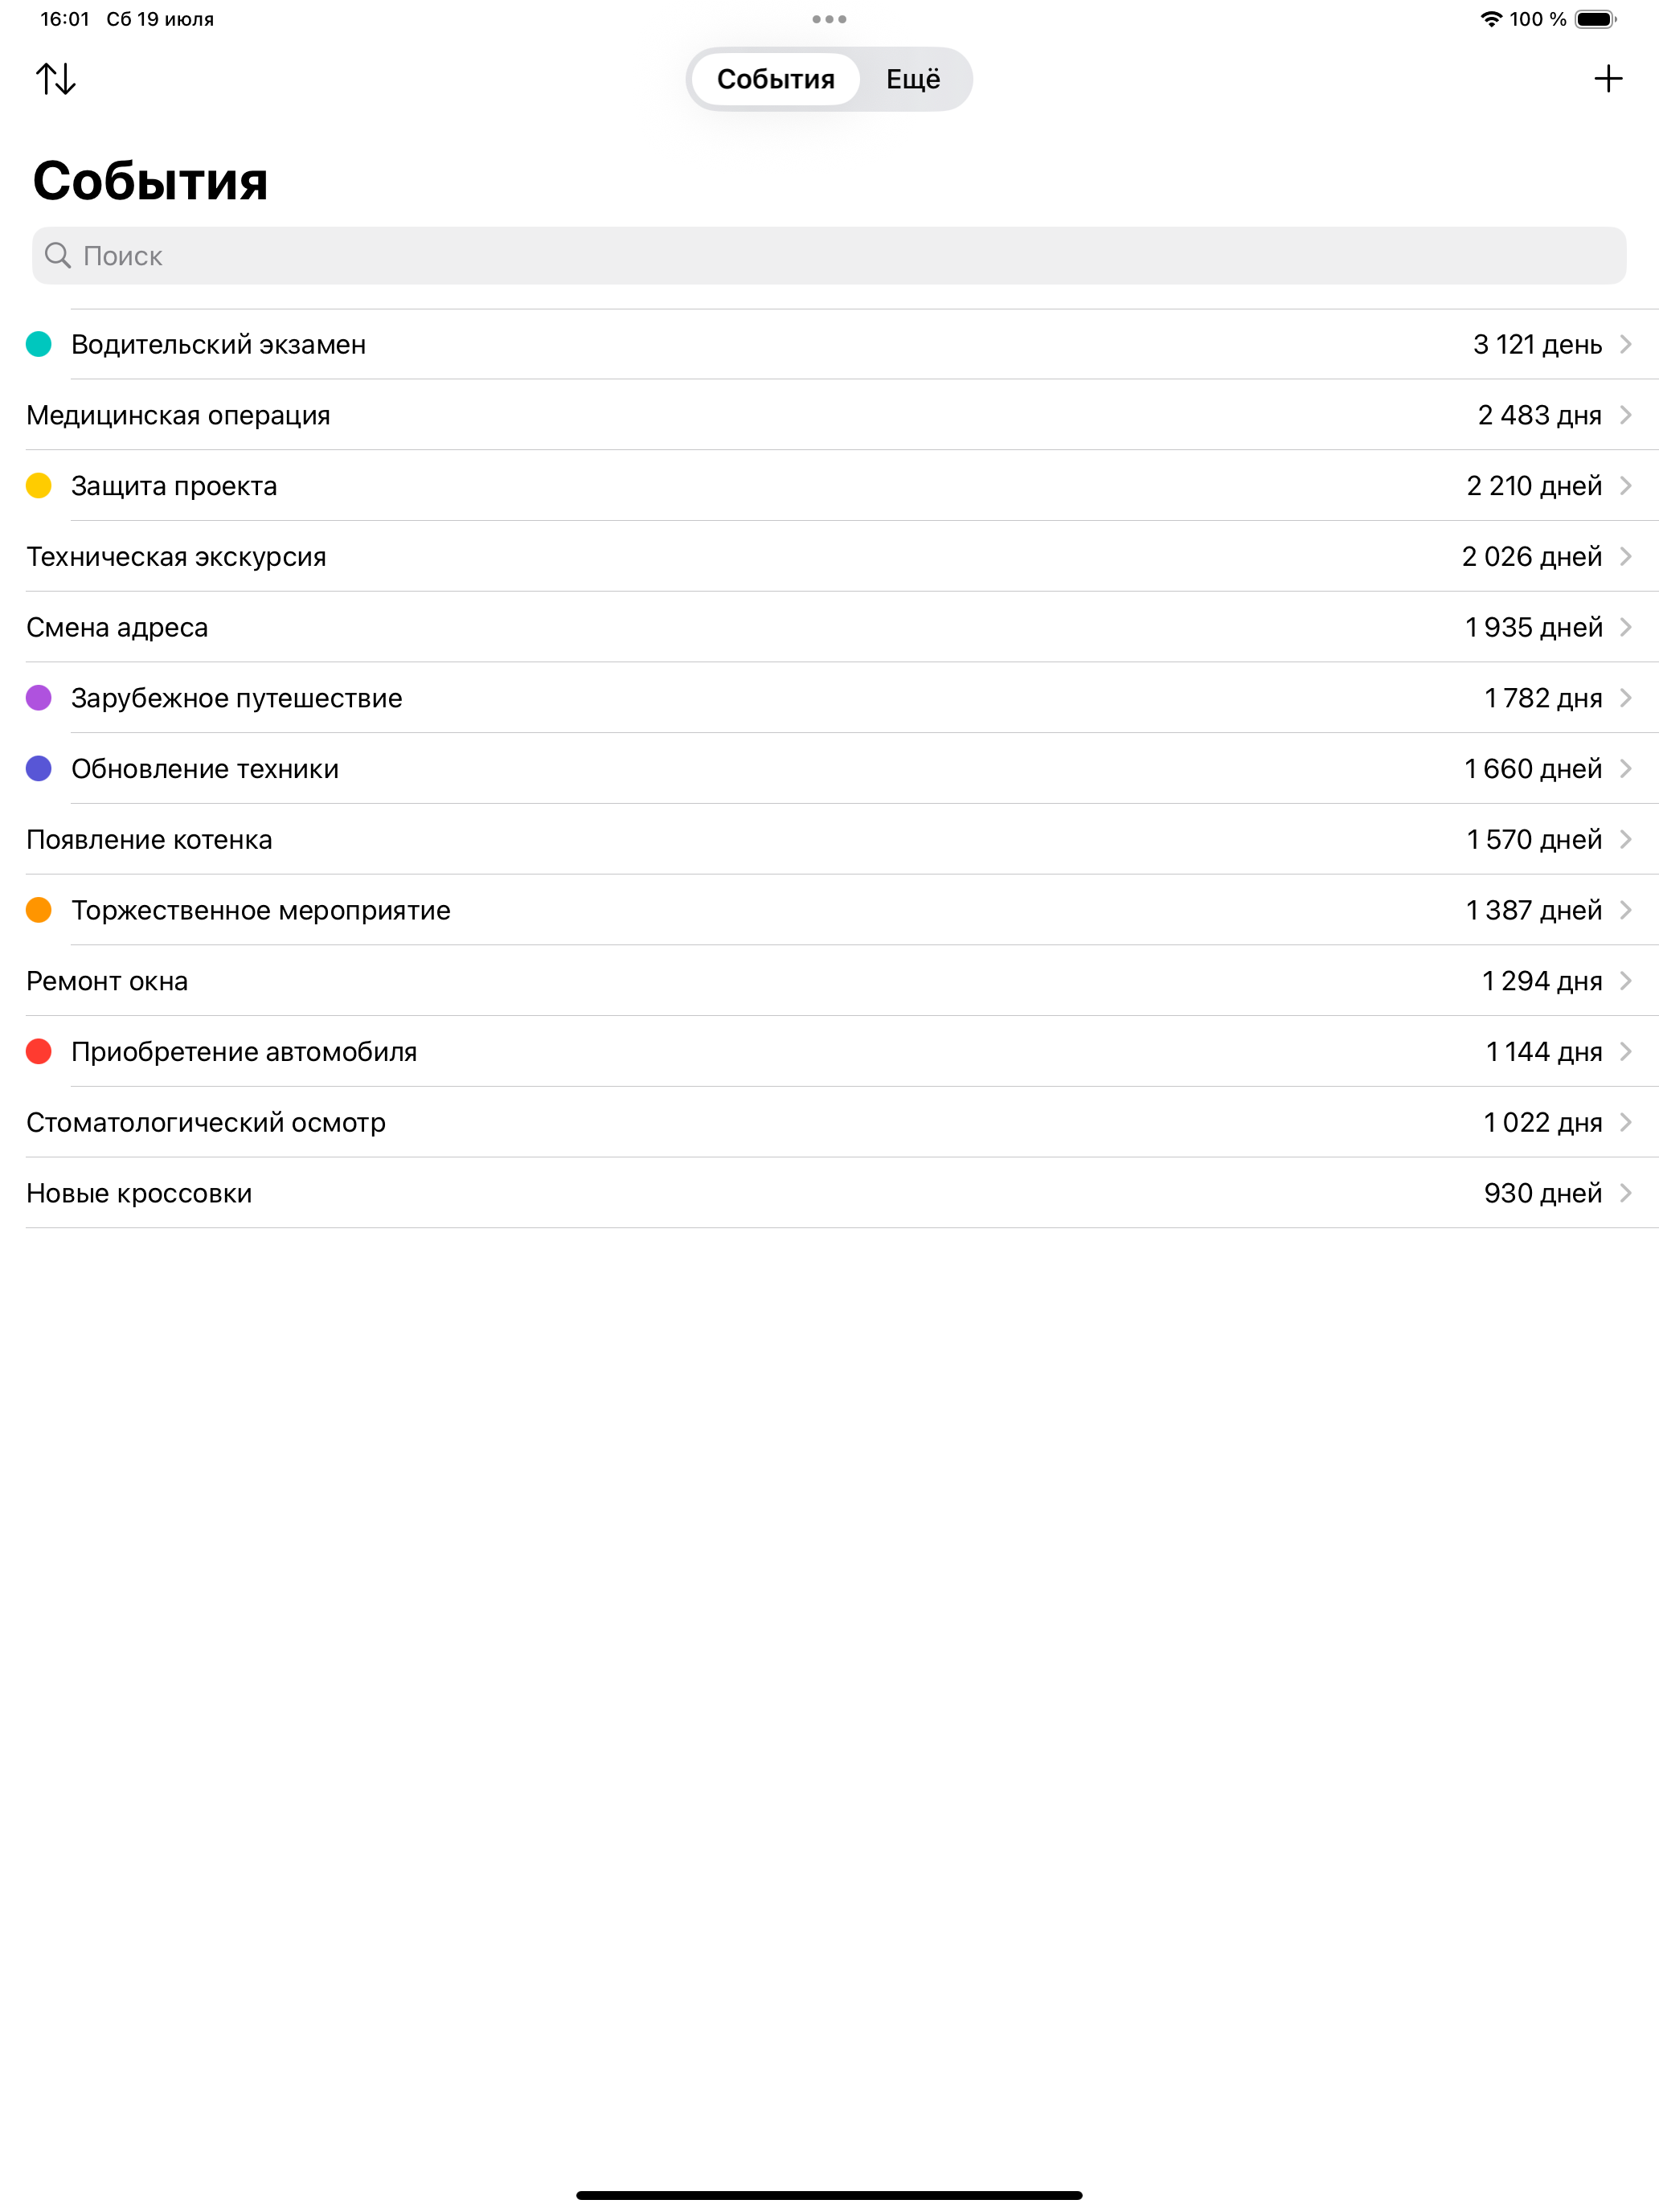 16:01 Сб 19 июля 100 %
События Ещё
События
Поиск
Водительский экзамен 3 121 день
Медицинская операция 2 483 дня
Защита проекта 2 210 дней
Техническая экскурсия 2 026 дней
Смена адреса 1 935 дней
Зарубежное путешествие 1 782 дня
Обновление техники 1 660 дней
Появление котенка 1 570 дней
Торжественное мероприятие 1 387 дней
Ремонт окна 1 294 дня
Приобретение автомобиля 1 144 дня
Стоматологический осмотр 1 022 дня
Новые кроссовки 930 дней